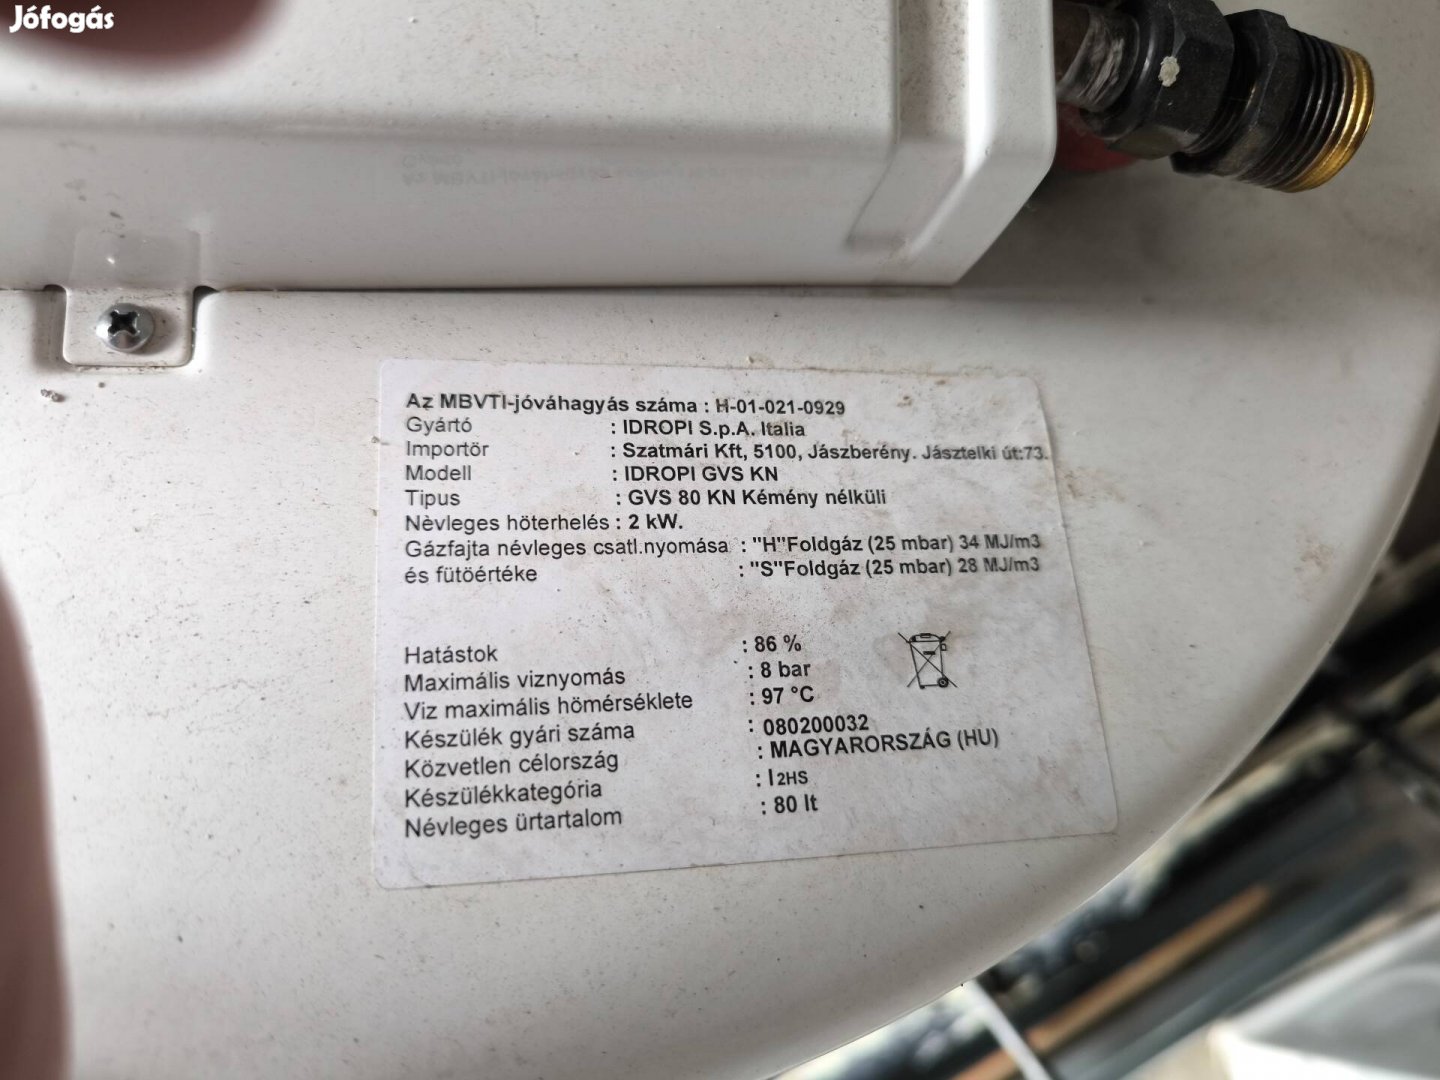 Jófogás
Az MBVTI-jóváhagyás száma : H-01-021-0929
Gyártó : IDROPI S.p.A. Italia
Importör : Szatmári Kft, 5100, Jászberény. Jásztelki út:73.
Modell : IDROPI GVS KN
Tipus : GVS 80 KN Kémény nélküli
Nèvleges höterhelés : 2 kW.
Gázfajta névleges csatl.nyomása : "H"Foldgáz (25 mbar) 34 MJ/m3
és fütöértéke : "S"Foldgáz (25 mbar) 28 MJ/m3
Hatástok : 86 %
Maximális viznyomás : 8 bar
Viz maximális hömérséklete : 97 °C
Készülék gyári száma : 080200032
Közvetlen célország : MAGYARORSZÁG (HU)
Készülékkategória : I 2HS
Névleges ürtartalom : 80 lt